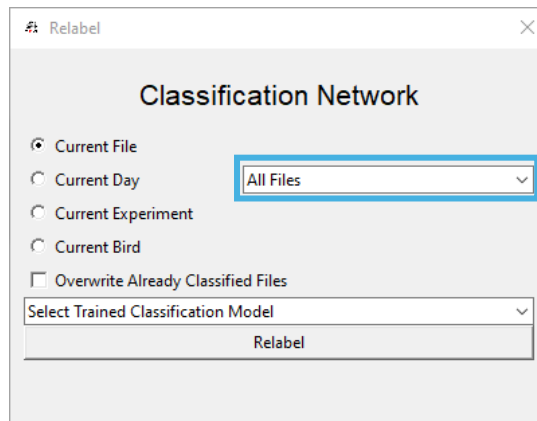 Relabel
Classification Network
Current File
Current Day
All Files
Current Experiment
Current Bird
Overwrite Already Classified Files
Select Trained Classification Model
Relabel